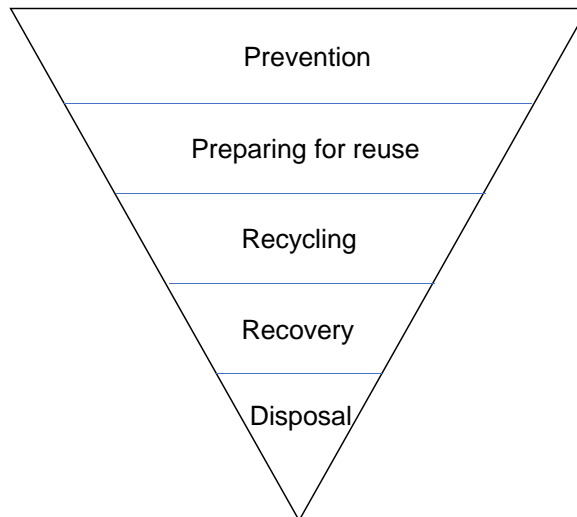 Prevention
Preparing for reuse
Recycling
Recovery
Disposal